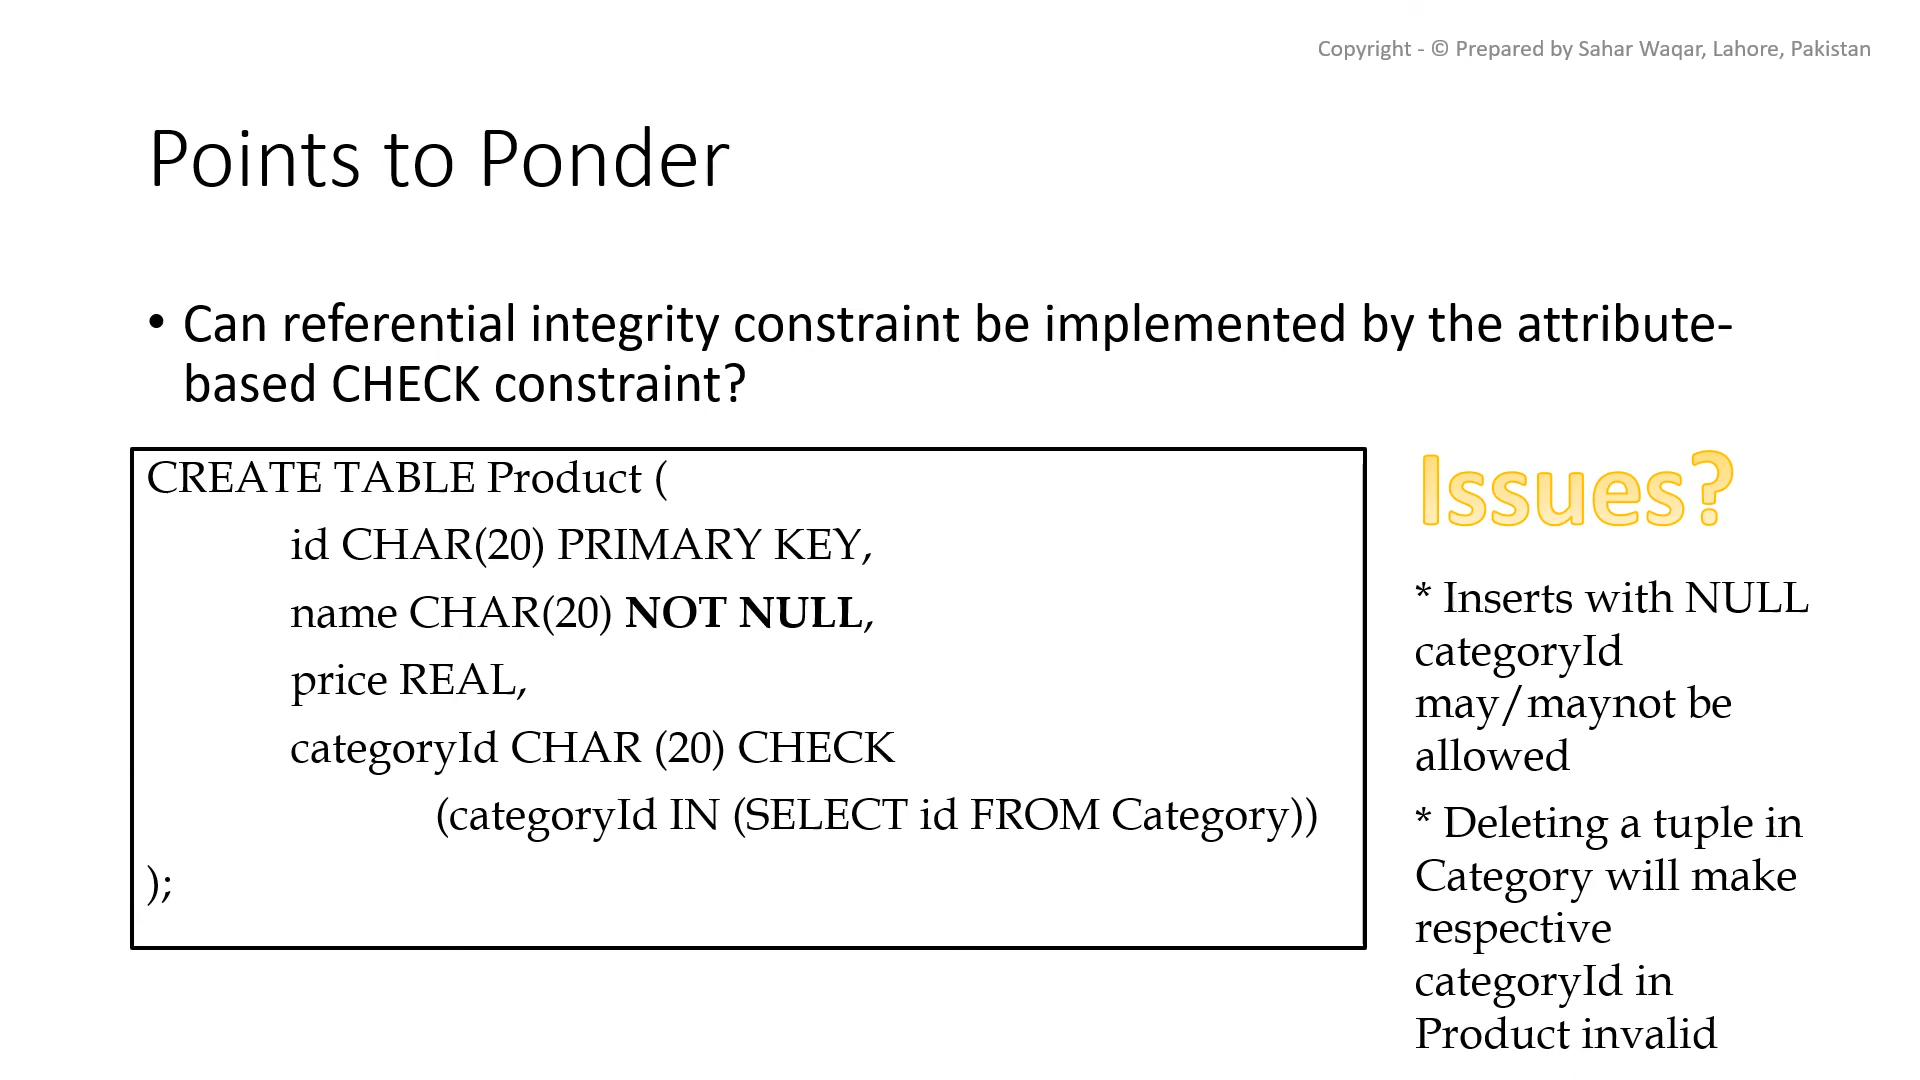 Copyright - © Prepared by Sahar Waqar, Lahore, Pakistan
Points to Ponder
• Can referential integrity constraint be implemented by the attribute-
based CHECK constraint?
CREATE TABLE Product (
id CHAR(20) PRIMARY KEY,
name CHAR(20) NOT NULL,
price REAL,
categoryId CHAR (20) CHECK
(categoryId IN (SELECT id FROM Category))
);
Issues?
* Inserts with NULL
categoryId
may/maynot be
allowed
* Deleting a tuple in
Category will make
respective
categoryId in
Product invalid